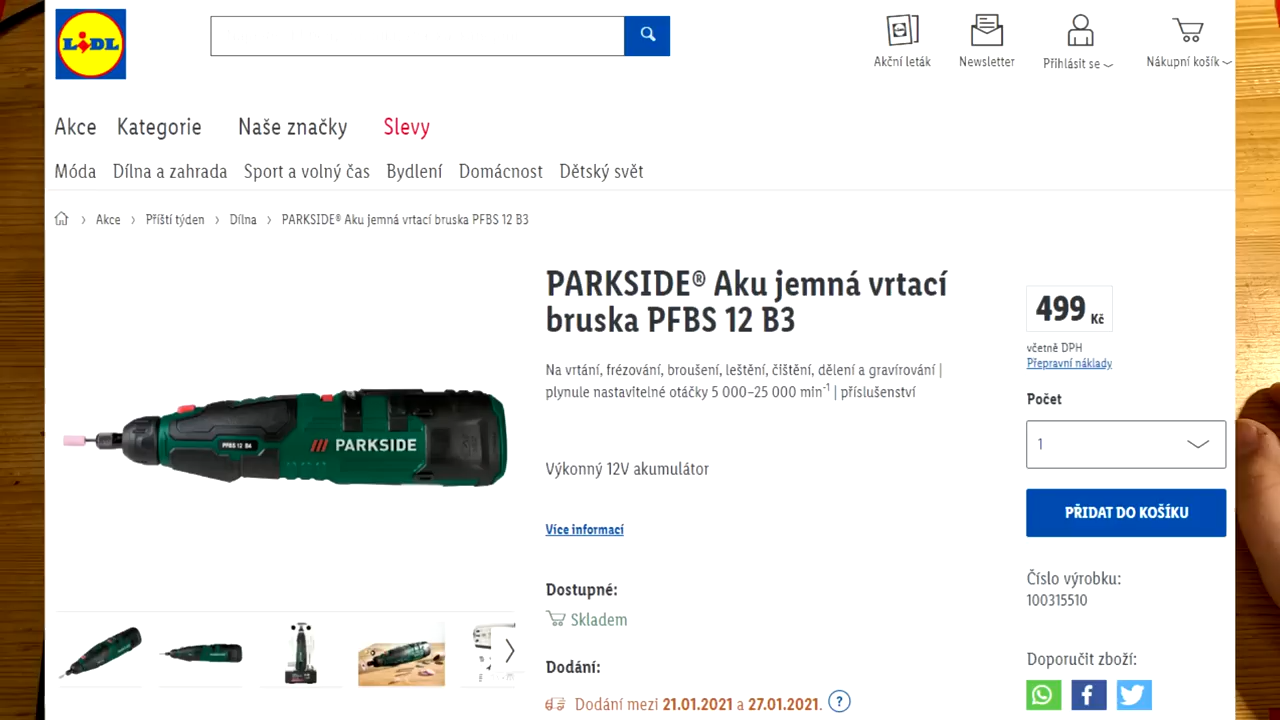 LIDL
Akční leták
Newsletter
Přihlásit se
Nákupní košík
Akce Kategorie Naše značky Slevy
Móda Dílna a zahrada Sport a volný čas Bydlení Domácnost Dětský svět
Akce > Příští týden > Dílna > PARKSIDE® Aku jemná vrtací bruska PFBS 12 B3
PARKSIDE® Aku jemná vrtací
bruska PFBS 12 B3
499 Kč
včetně DPH
Přepravní náklady
Na vrtání, frézování, broušení, leštění, čištění, dělení a gravírování |
plynule nastavitelné otáčky 5 000–25 000 min⁻¹ | příslušenství
Počet
1
PFBS 12 B4
PARKSIDE
Výkonný 12V akumulátor
PŘIDAT DO KOŠÍKU
Více informací
Dostupné:
Skladem
Číslo výrobku:
100315510
Dodání:
Dodání mezi 21.01.2021 a 27.01.2021. ?
Doporučit zboží: